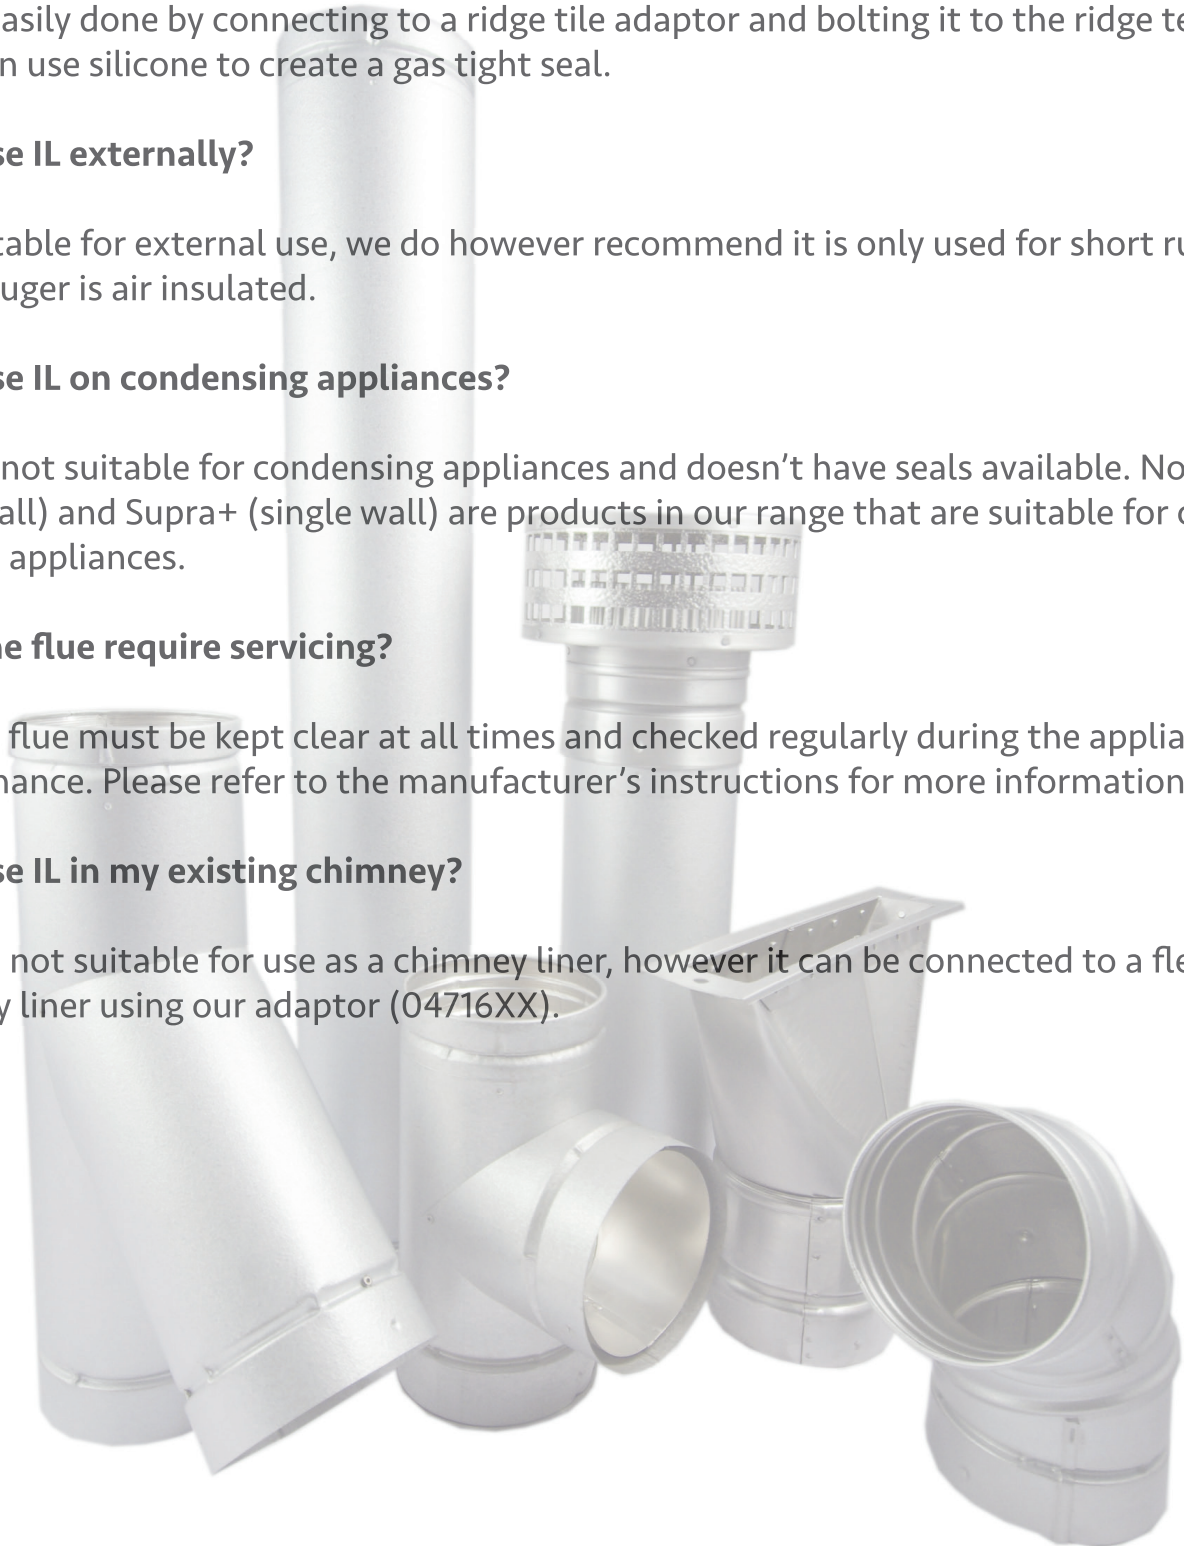 asily done by connecting to a ridge tile adaptor and bolting it to the ridge te
n use silicone to create a gas tight seal.
se IL externally?
table for external use, we do however recommend it is only used for short ru
uger is air insulated.
se IL on condensing appliances?
not suitable for condensing appliances and doesn't have seals available. No
all) and Supra+ (single wall) are products in our range that are suitable for c
appliances.
ne flue require servicing?
flue must be kept clear at all times and checked regularly during the applia
nance. Please refer to the manufacturer's instructions for more information
se IL in my existing chimney?
not suitable for use as a chimney liner, however it can be connected to a fle
y liner using our adaptor (04716XX).